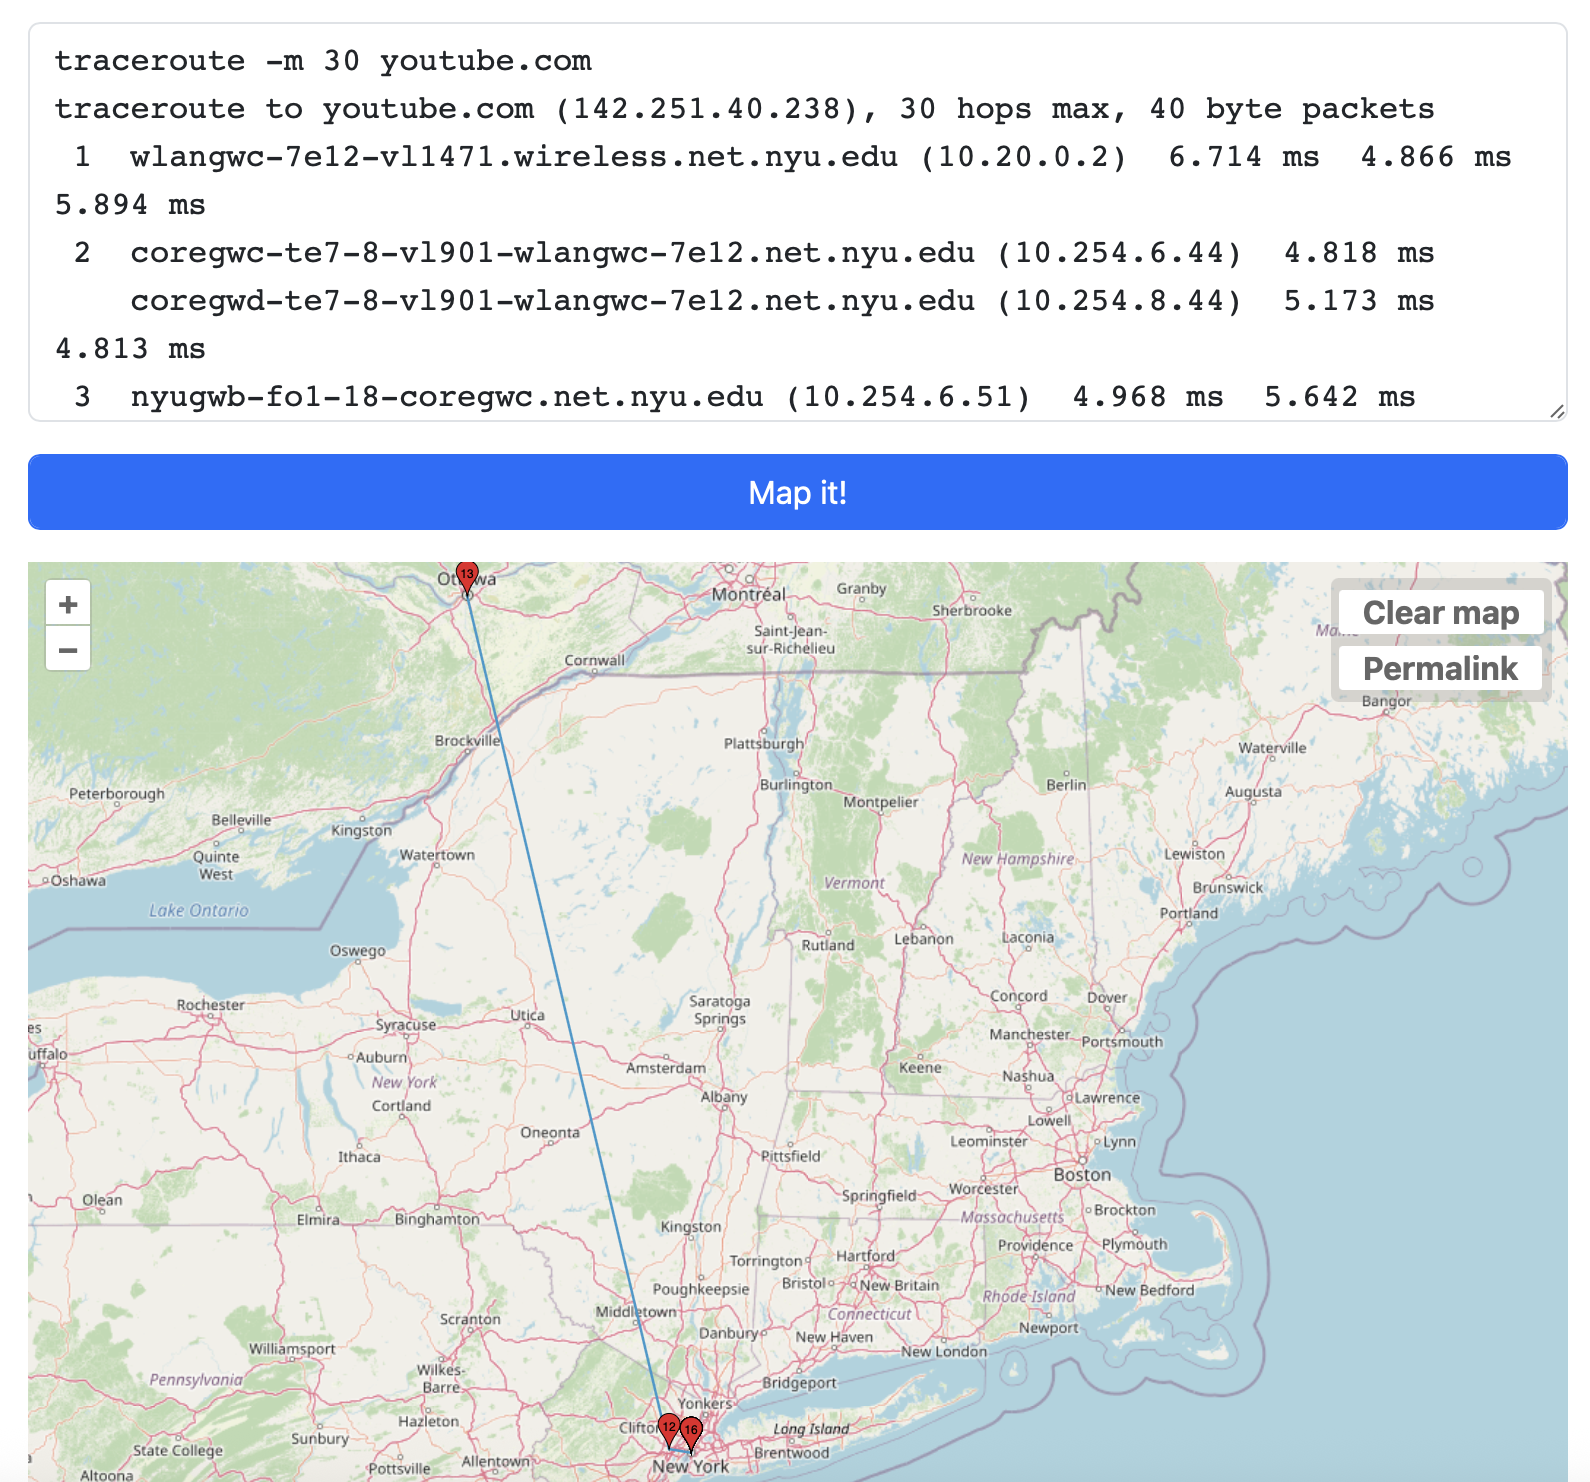 traceroute -m 30 youtube.com
traceroute to youtube.com (142.251.40.238), 30 hops max, 40 byte packets
1 wlangwc-7e12-vl1471.wireless.net.nyu.edu (10.20.0.2) 6.714 ms 4.866 ms
5.894 ms
2 coregwc-te7-8-vl901-wlangwc-7e12.net.nyu.edu (10.254.6.44) 4.818 ms
coregwd-te7-8-vl901-wlangwc-7e12.net.nyu.edu (10.254.8.44) 5.173 ms
4.813 ms
3 nyugwb-fo1-18-coregwc.net.nyu.edu (10.254.6.51) 4.968 ms 5.642 ms
Map it!
+
−
13
Montréal
Granby
Sherbrooke
Clear map
Permalink
Saint-Jean-
sur-Richelieu
Cornwall
Bangor
Brockville
Plattsburgh
Waterville
Burlington
Berlin
Augusta
Peterborough
Montpelier
Belleville
Kingston
Quinte
West
Watertown
New Hampshire
Lewiston
Oshawa
Vermont
Brunswick
Lake Ontario
Portland
Oswego
Rutland
Lebanon
Laconia
Rochester
Saratoga
Springs
Concord
Dover
Utica
Syracuse
Manchester
Portsmouth
Auburn
Amsterdam
Keene
Nashua
New York
Cortland
Albany
Lawrence
Lowell
Oneonta
Leominster
Lynn
Ithaca
Pittsfield
Boston
Olean
Springfield
Worcester
Elmira
Binghamton
Kingston
Massachusetts
Brockton
Providence
Plymouth
Torrington
Hartford
Poughkeepsie
Bristol
New Britain
Rhode Island
New Bedford
Middletown
Connecticut
Scranton
Danbury
New Haven
Newport
Williamsport
New London
Wilkes-
Barre
Pennsylvania
Bridgeport
Hazleton
Yonkers
12
16
Long Island
Sunbury
State College
Brentwood
Pottsville
Allentown
New York
Altoona